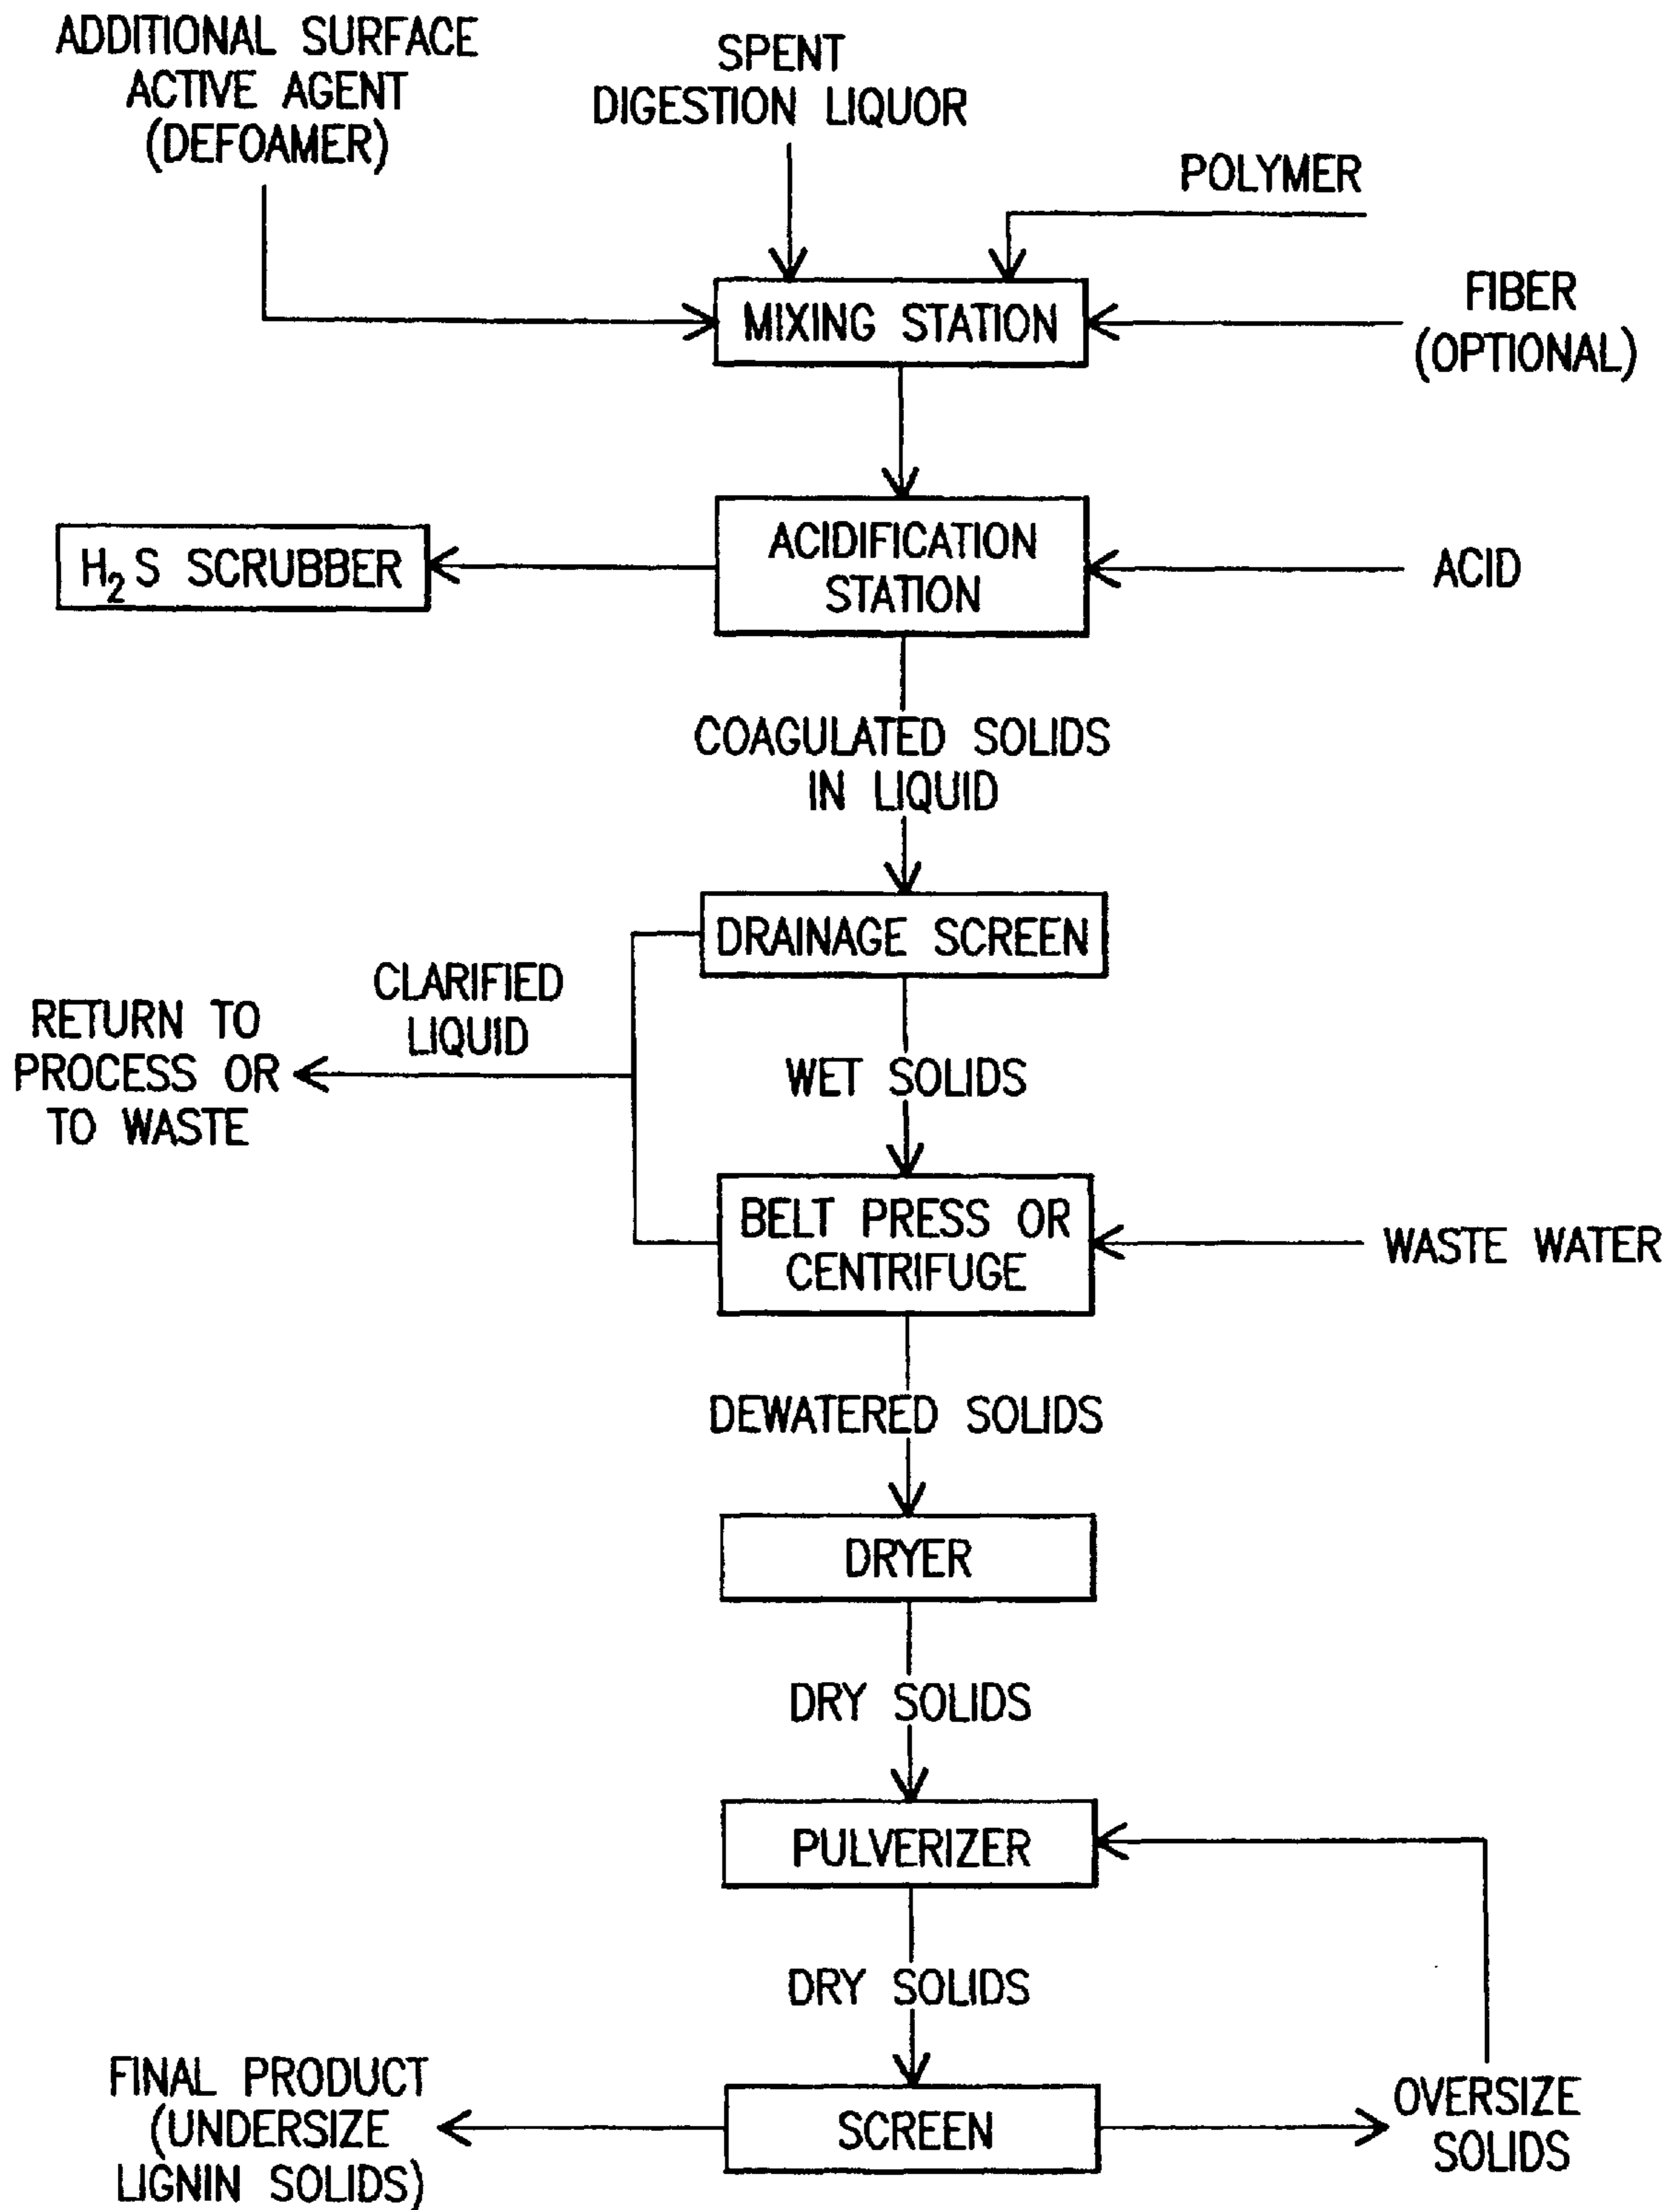 ADDITIONAL SURFACE
ACTIVE AGENT
(DEFOAMER)
SPENT
DIGESTION LIQUOR
POLYMER
MIXING STATION
FIBER
(OPTIONAL)
H₂S SCRUBBER
ACIDIFICATION
STATION
ACID
COAGULATED SOLIDS
IN LIQUID
DRAINAGE SCREEN
CLARIFIED
LIQUID
RETURN TO
PROCESS OR
TO WASTE
WET SOLIDS
BELT PRESS OR
CENTRIFUGE
WASTE WATER
DEWATERED SOLIDS
DRYER
DRY SOLIDS
PULVERIZER
DRY SOLIDS
FINAL PRODUCT
(UNDERSIZE
LIGNIN SOLIDS)
SCREEN
OVERSIZE
SOLIDS